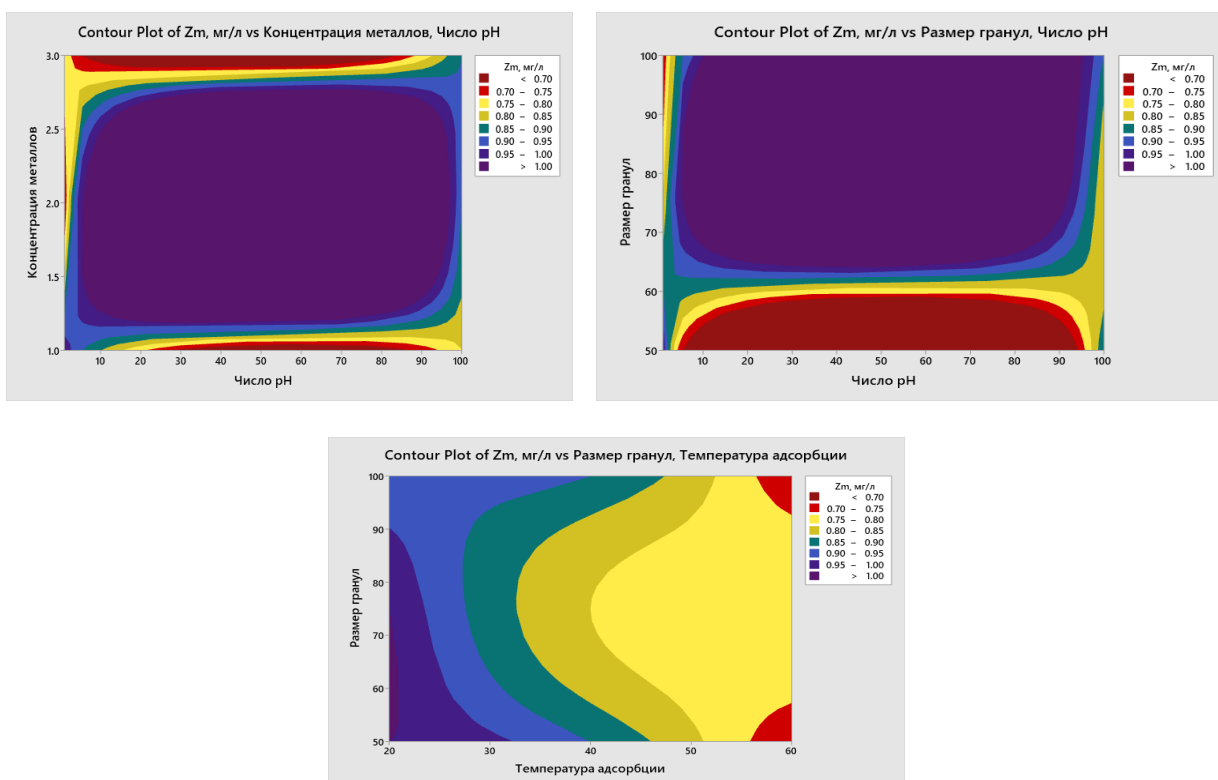 Contour Plot of Zm, мг/л vs Концентрация металлов, Число pH
Концентрация металлов
3.0
2.5
2.0
1.5
1.0
10 20 30 40 50 60 70 80 90 100
Число pH
Zm, мг/л
< 0.70
0.70 – 0.75
0.75 – 0.80
0.80 – 0.85
0.85 – 0.90
0.90 – 0.95
0.95 – 1.00
> 1.00
Contour Plot of Zm, мг/л vs Размер гранул, Число pH
Размер гранул
100
90
80
70
60
50
10 20 30 40 50 60 70 80 90 100
Число pH
Zm, мг/л
< 0.70
0.70 – 0.75
0.75 – 0.80
0.80 – 0.85
0.85 – 0.90
0.90 – 0.95
0.95 – 1.00
> 1.00
Contour Plot of Zm, мг/л vs Размер гранул, Температура адсорбции
Размер гранул
100
90
80
70
60
50
20 30 40 50 60
Температура адсорбции
Zm, мг/л
< 0.70
0.70 – 0.75
0.75 – 0.80
0.80 – 0.85
0.85 – 0.90
0.90 – 0.95
0.95 – 1.00
> 1.00